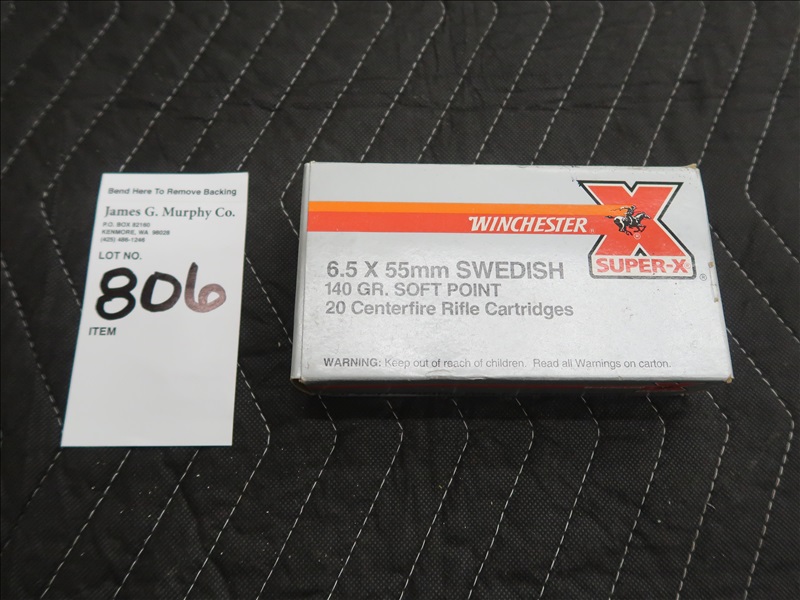 Bend Here To Remove Backing
James G. Murphy Co.
P.O. BOX 82160
KENMORE, WA 98028
(425) 486-1246
LOT NO.
806
ITEM
WINCHESTER®
X
SUPER-X®
6.5 X 55mm SWEDISH
140 GR. SOFT POINT
20 Centerfire Rifle Cartridges
WARNING: Keep out of reach of children. Read all Warnings on carton.